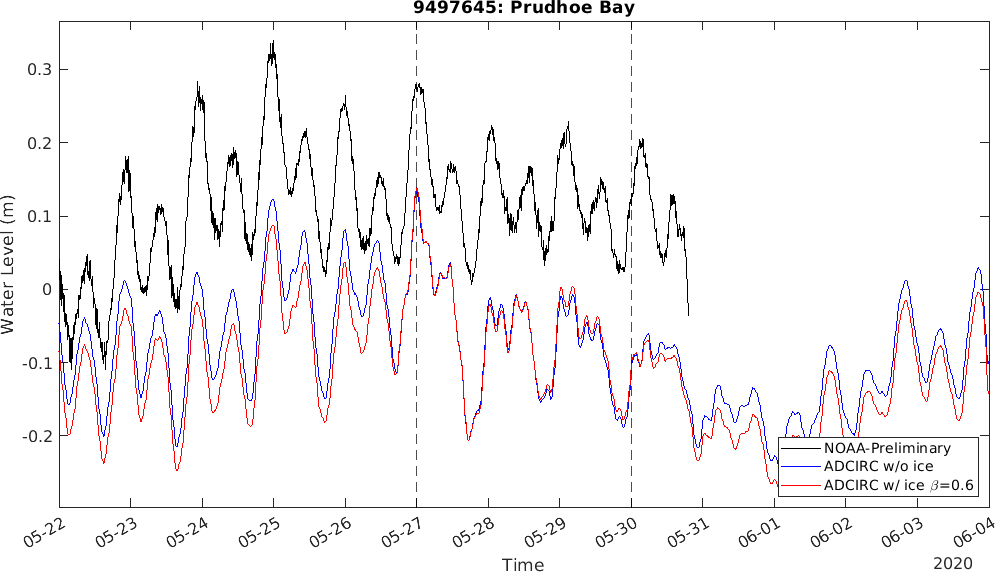 9497645: Prudhoe Bay
Water Level (m)
0.3
0.2
0.1
0
-0.1
-0.2
NOAA-Preliminary
ADCIRC w/o ice
ADCIRC w/ ice β=0.6
05-22 05-23 05-24 05-25 05-26 05-27 05-28 05-29 05-30 05-31 06-01 06-02 06-03 06-04
Time
2020